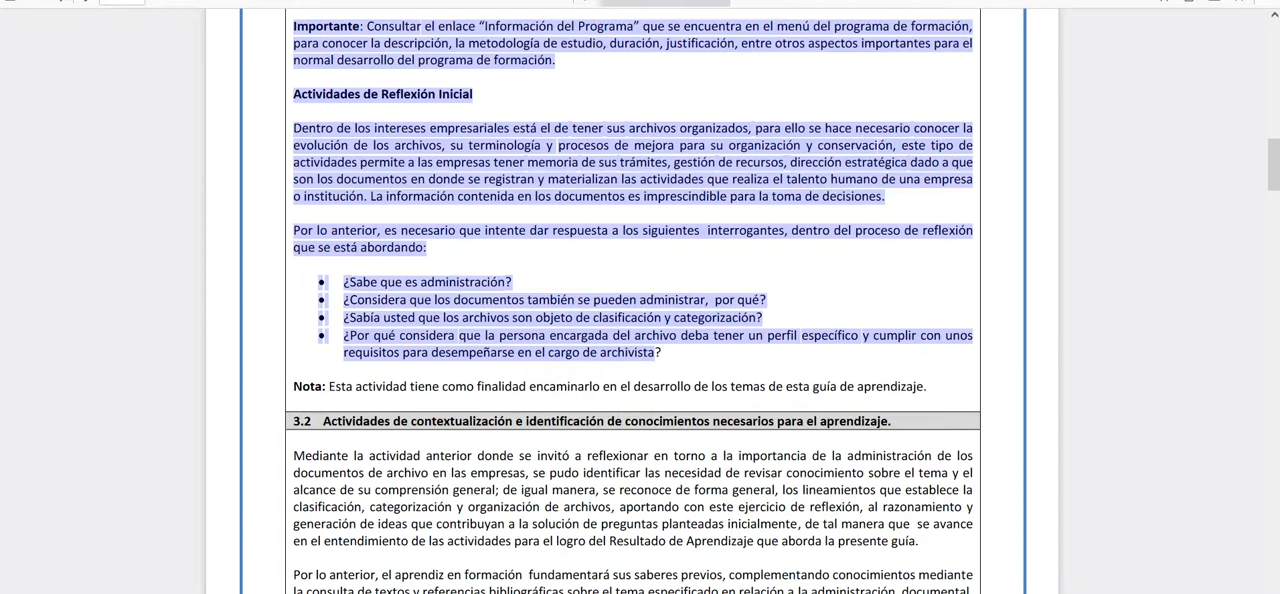 Importante: Consultar el enlace “Información del Programa” que se encuentra en el menú del programa de formación,
para conocer la descripción, la metodología de estudio, duración, justificación, entre otros aspectos importantes para el
normal desarrollo del programa de formación.
Actividades de Reflexión Inicial
Dentro de los intereses empresariales está el de tener sus archivos organizados, para ello se hace necesario conocer la
evolución de los archivos, su terminología y procesos de mejora para su organización y conservación, este tipo de
actividades permite a las empresas tener memoria de sus trámites, gestión de recursos, dirección estratégica dado a que
son los documentos en donde se registran y materializan las actividades que realiza el talento humano de una empresa
o institución. La información contenida en los documentos es imprescindible para la toma de decisiones.
Por lo anterior, es necesario que intente dar respuesta a los siguientes interrogantes, dentro del proceso de reflexión
que se está abordando:
• ¿Sabe que es administración?
• ¿Considera que los documentos también se pueden administrar, por qué?
• ¿Sabía usted que los archivos son objeto de clasificación y categorización?
• ¿Por qué considera que la persona encargada del archivo deba tener un perfil específico y cumplir con unos
requisitos para desempeñarse en el cargo de archivista?
Nota: Esta actividad tiene como finalidad encaminarlo en el desarrollo de los temas de esta guía de aprendizaje.
3.2 Actividades de contextualización e identificación de conocimientos necesarios para el aprendizaje.
Mediante la actividad anterior donde se invitó a reflexionar en torno a la importancia de la administración de los
documentos de archivo en las empresas, se pudo identificar las necesidad de revisar conocimiento sobre el tema y el
alcance de su comprensión general; de igual manera, se reconoce de forma general, los lineamientos que establece la
clasificación, categorización y organización de archivos, aportando con este ejercicio de reflexión, al razonamiento y
generación de ideas que contribuyan a la solución de preguntas planteadas inicialmente, de tal manera que se avance
en el entendimiento de las actividades para el logro del Resultado de Aprendizaje que aborda la presente guía.
Por lo anterior, el aprendiz en formación fundamentará sus saberes previos, complementando conocimientos mediante
la consulta de textos y referencias bibliográficas sobre el tema especificado en relación a la administración documental,